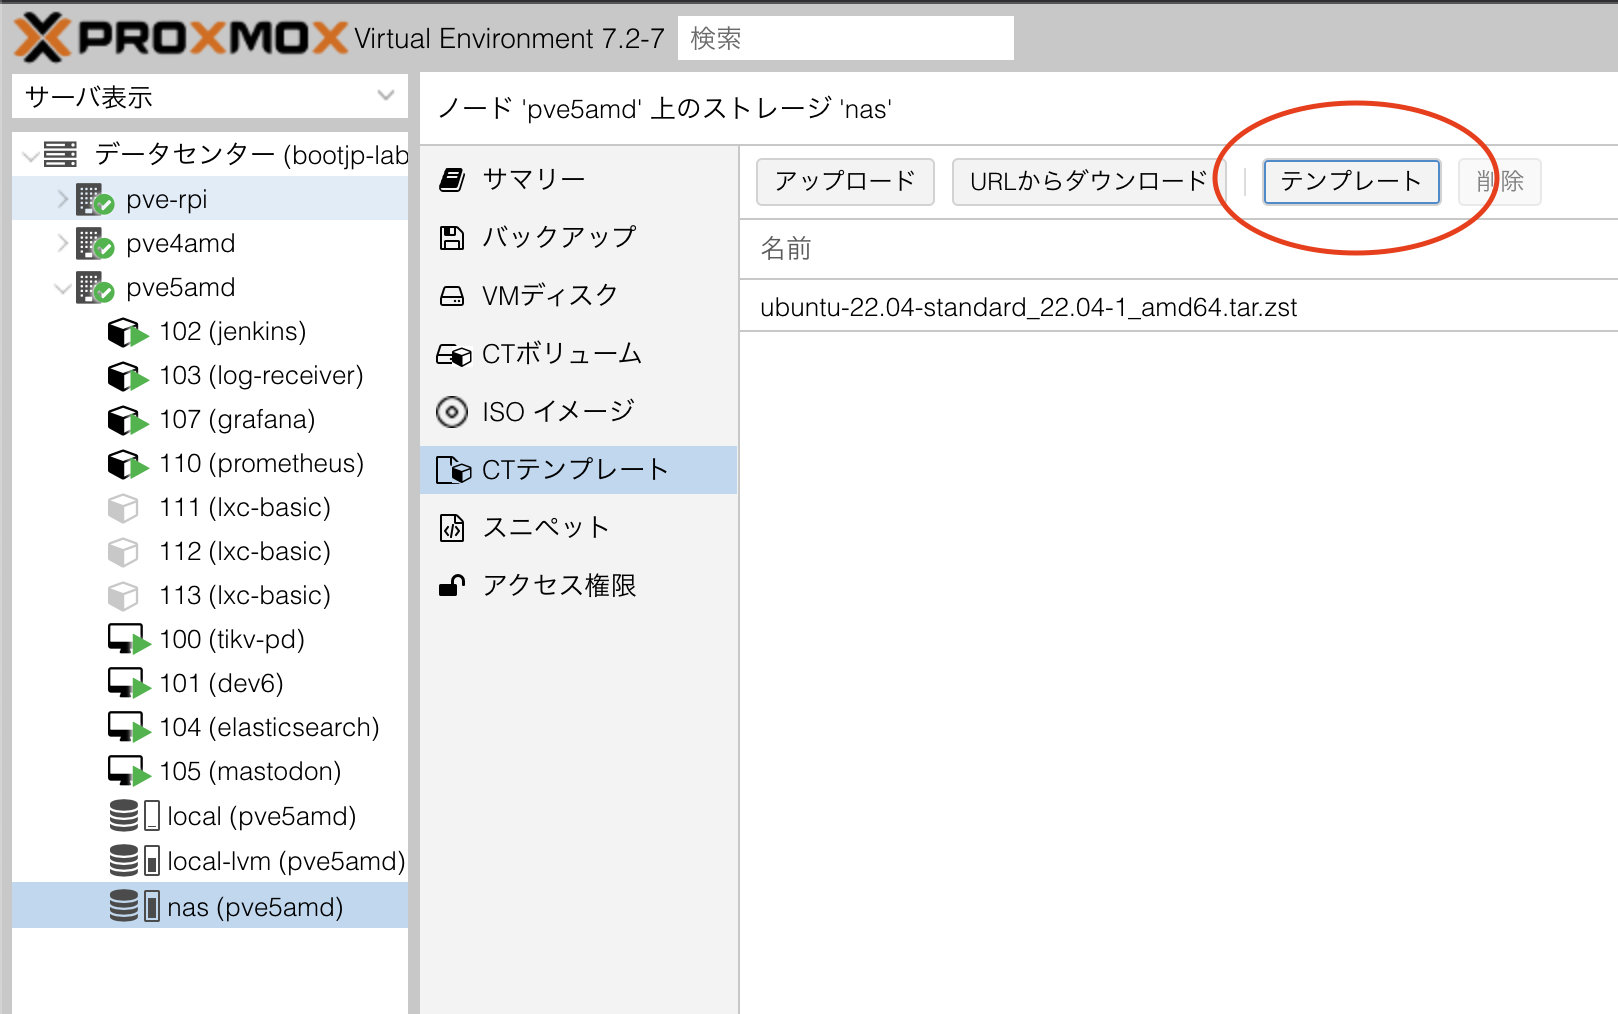 PROXMOX Virtual Environment 7.2-7 検索
サーバ表示
データセンター (bootjp-lab
pve-rpi
pve4amd
pve5amd
102 (jenkins)
103 (log-receiver)
107 (grafana)
110 (prometheus)
111 (lxc-basic)
112 (lxc-basic)
113 (lxc-basic)
100 (tikv-pd)
101 (dev6)
104 (elasticsearch)
105 (mastodon)
local (pve5amd)
local-lvm (pve5amd)
nas (pve5amd)
ノード 'pve5amd' 上のストレージ 'nas'
サマリー
バックアップ
VMディスク
CTボリューム
ISO イメージ
CTテンプレート
スニペット
アクセス権限
アップロード URLからダウンロード テンプレート 削除
名前
ubuntu-22.04-standard_22.04-1_amd64.tar.zst